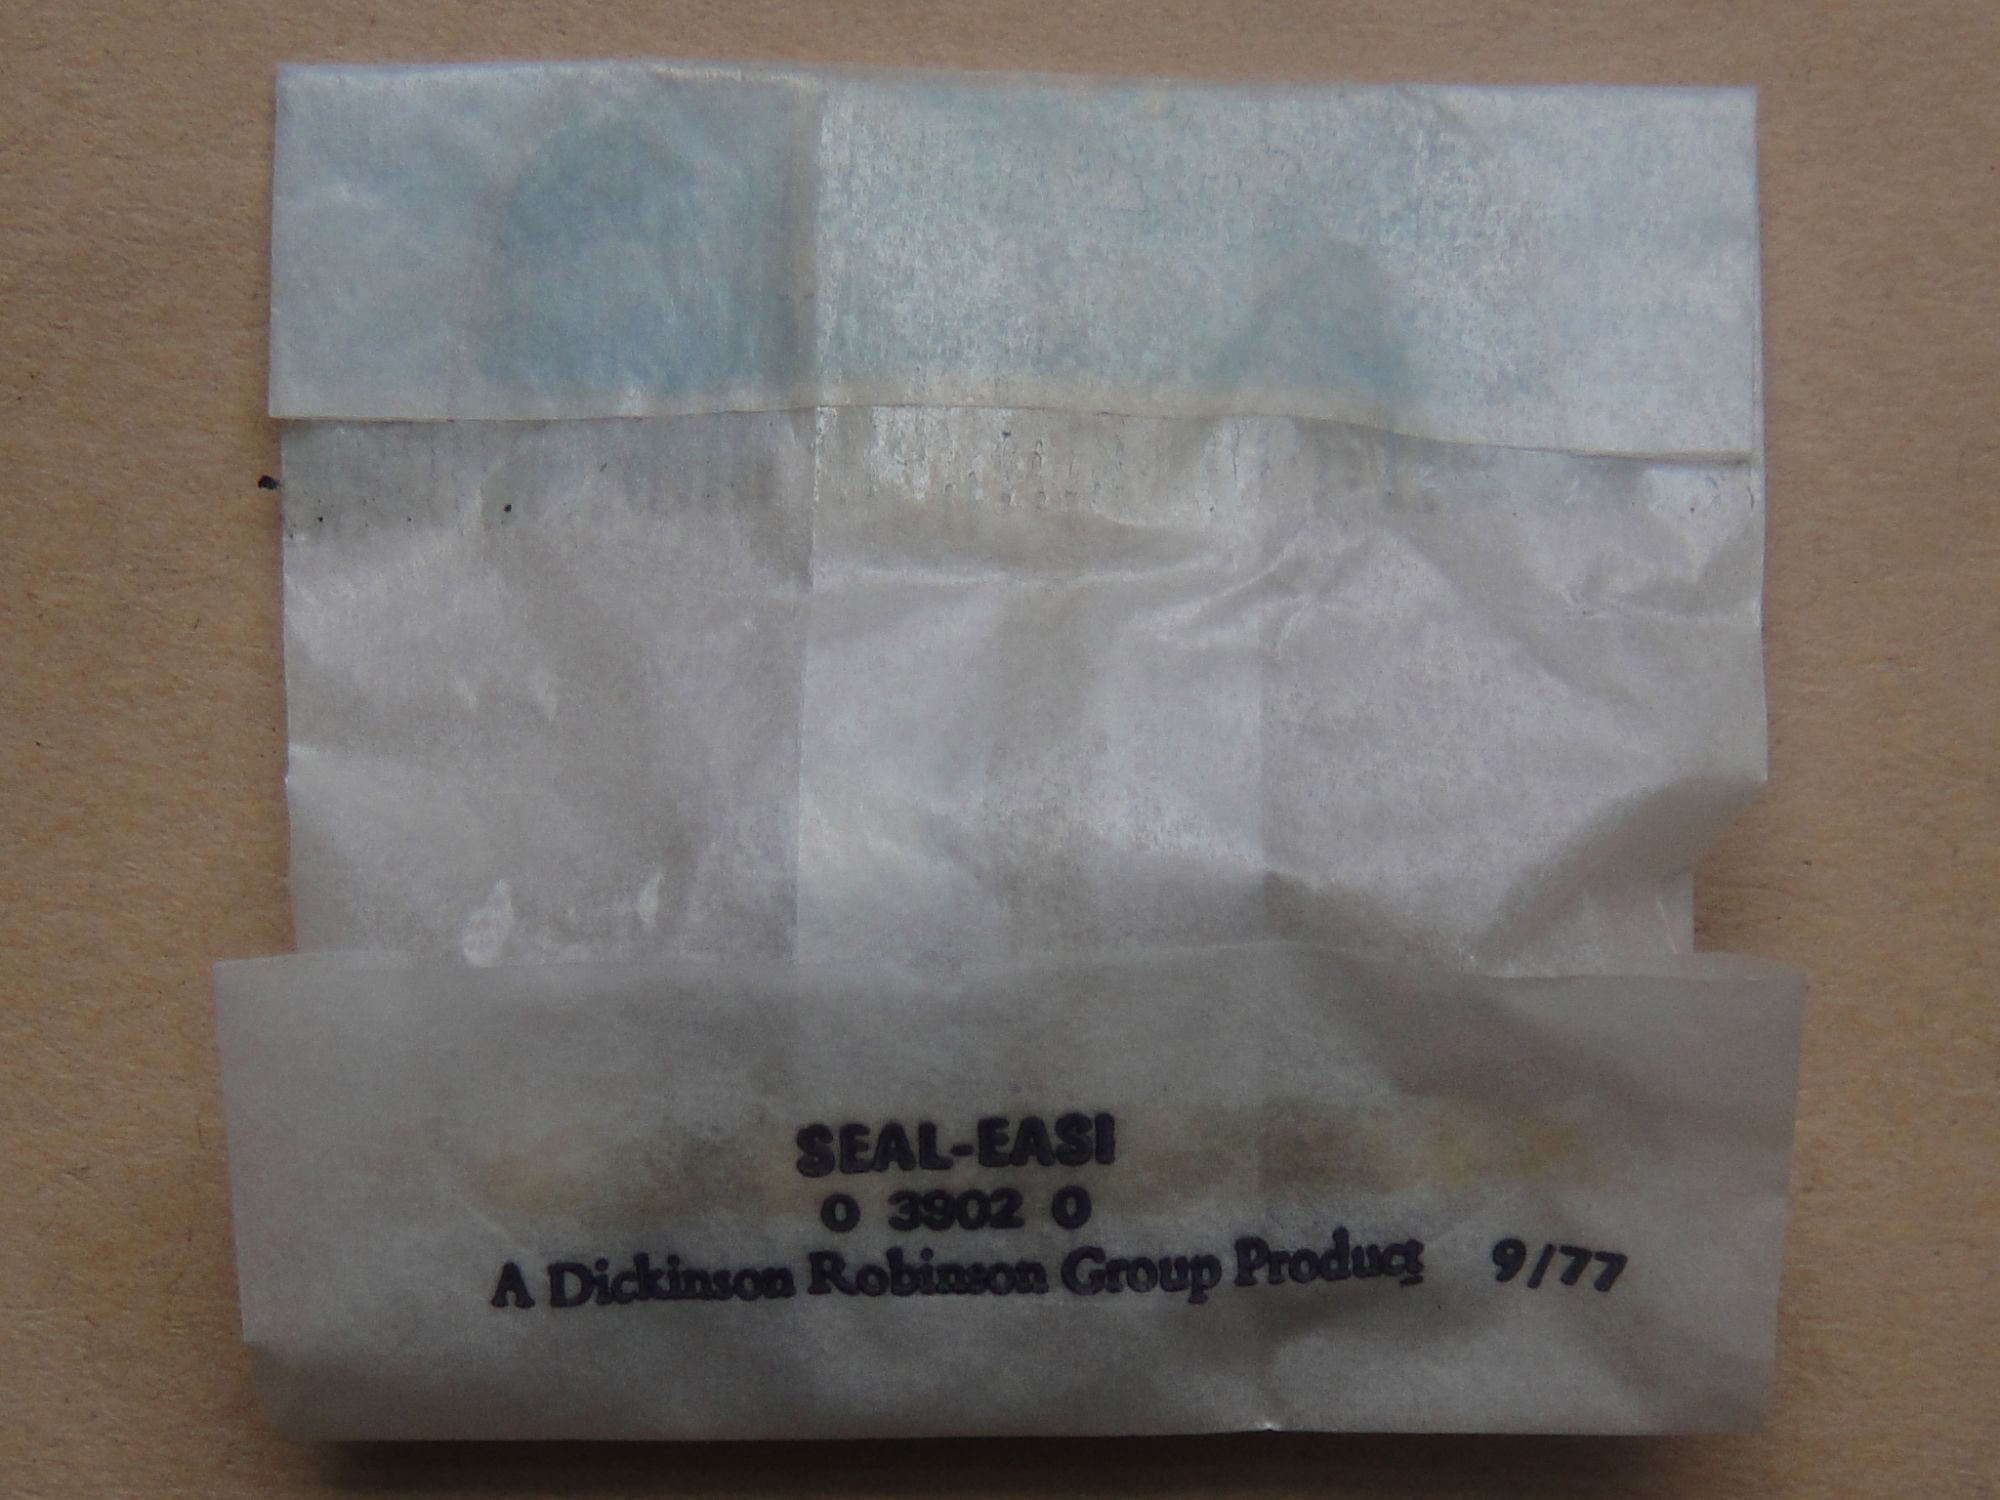 SEAL-EASI
0 3902 0
A Dickinson Robinson Group Product 9/77